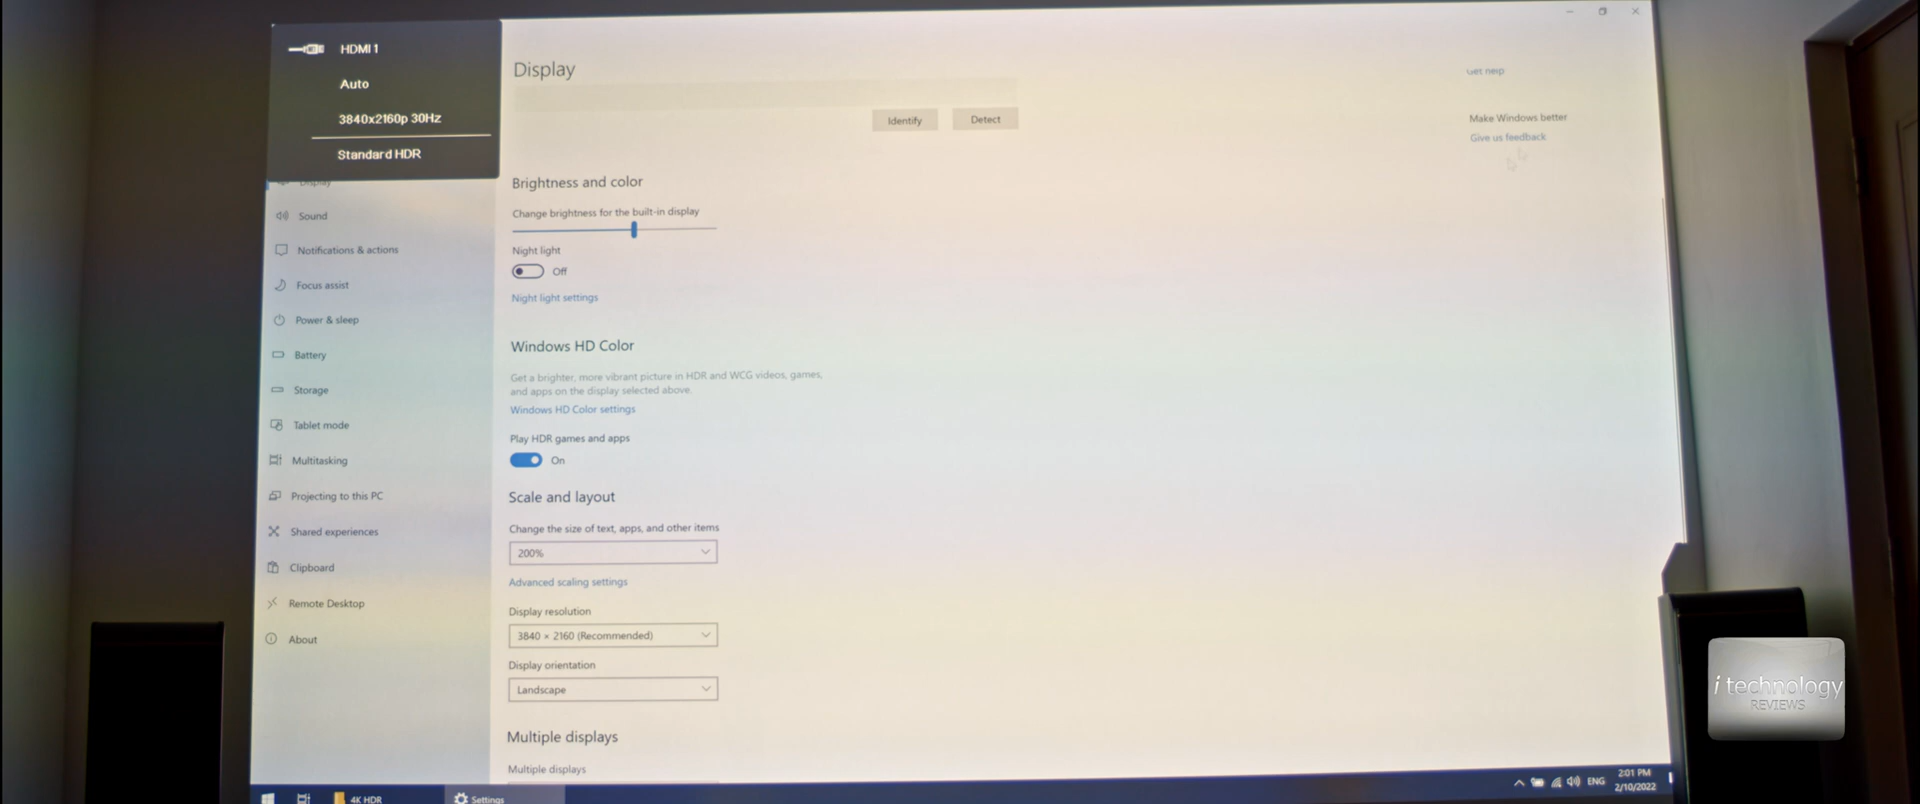 HDMI 1
Auto
3840x2160p 30Hz
Standard HDR
Display
Sound
Notifications & actions
Focus assist
Power & sleep
Battery
Storage
Tablet mode
Multitasking
Projecting to this PC
Shared experiences
Clipboard
Remote Desktop
About
Display
Identify
Detect
Brightness and color
Change brightness for the built-in display
Night light
Off
Night light settings
Windows HD Color
Get a brighter, more vibrant picture in HDR and WCG videos, games,
and apps on the display selected above.
Windows HD Color settings
Play HDR games and apps
On
Scale and layout
Change the size of text, apps, and other items
200%
Advanced scaling settings
Display resolution
3840 × 2160 (Recommended)
Display orientation
Landscape
Multiple displays
Multiple displays
Get help
Make Windows better
Give us feedback
4K HDR
Settings
ENG
2:01 PM
2/10/2022
i technology
REVIEWS